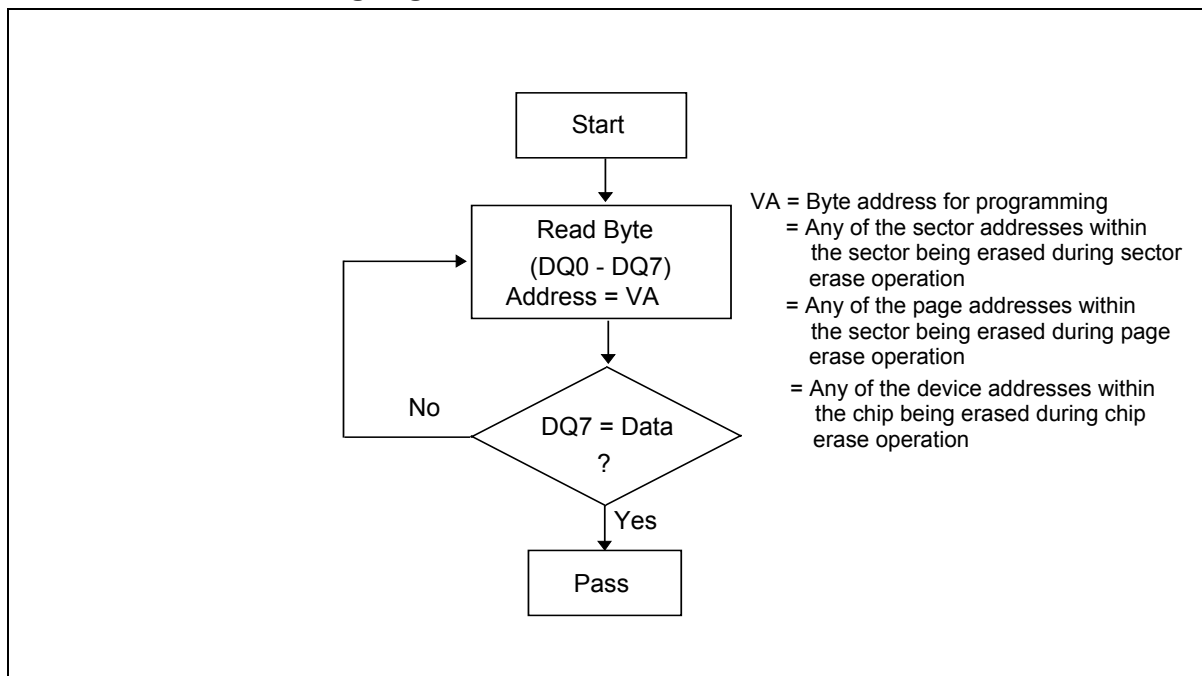 Start
Read Byte
(DQ0 - DQ7)
Address = VA
VA = Byte address for programming
= Any of the sector addresses within
the sector being erased during sector
erase operation
= Any of the page addresses within
the sector being erased during page
erase operation
= Any of the device addresses within
the chip being erased during chip
erase operation
No
DQ7 = Data
?
Yes
Pass